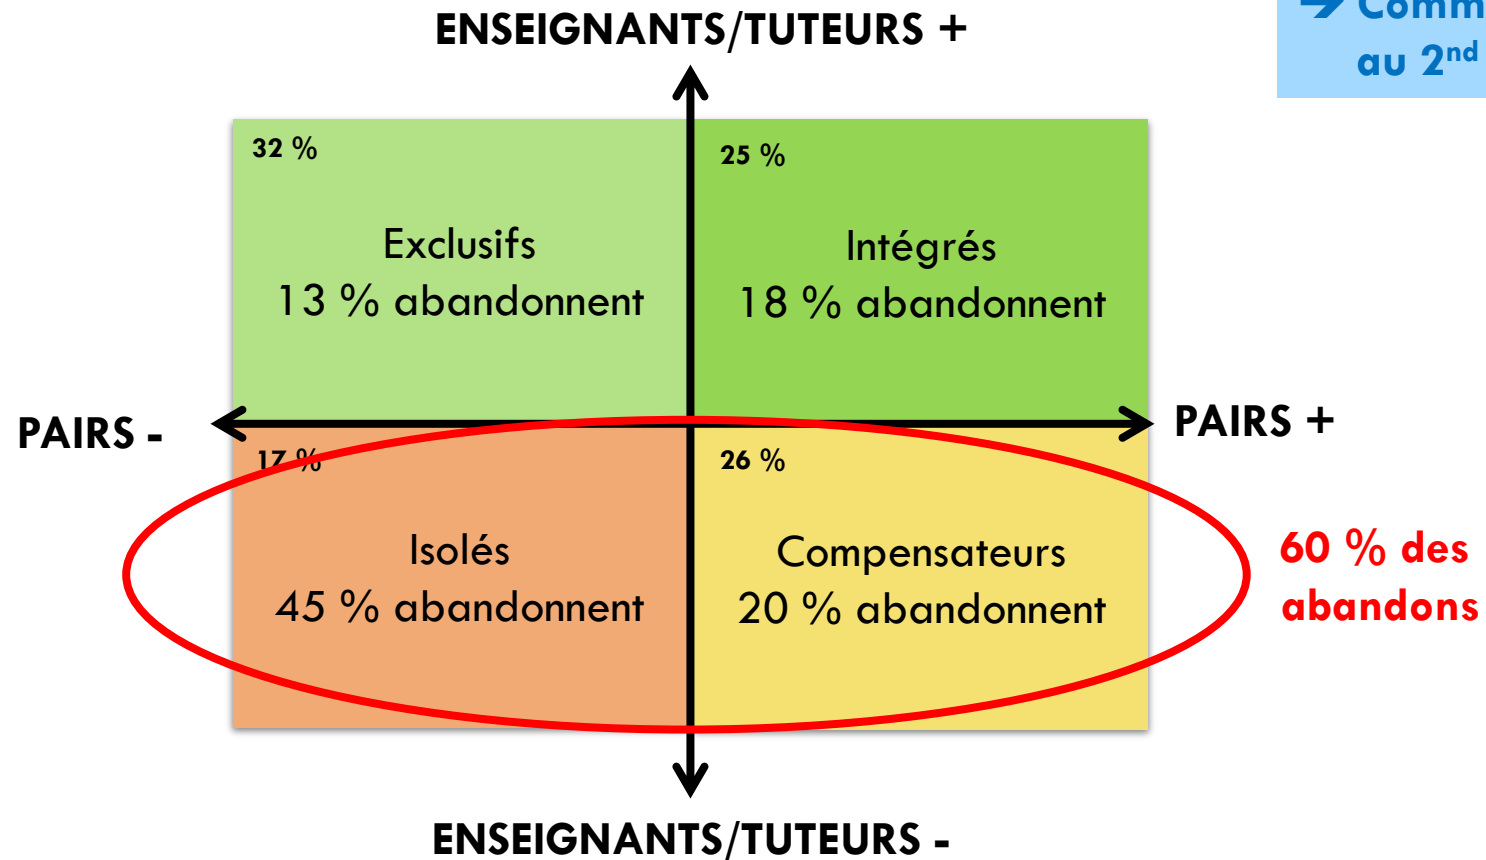 ➔ Comm
au 2nd
ENSEIGNANTS/TUTEURS +
32 %
25 %
Exclusifs
13 % abandonnent
Intégrés
18 % abandonnent
PAIRS -
PAIRS +
17 %
26 %
Isolés
45 % abandonnent
Compensateurs
20 % abandonnent
60 % des
abandons
ENSEIGNANTS/TUTEURS -